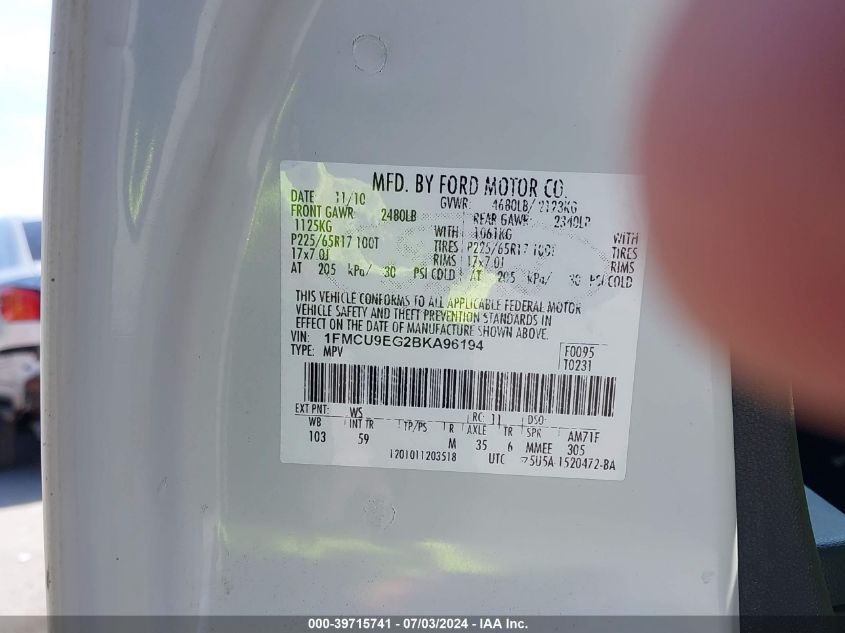 MFD. BY FORD MOTOR CO.
DATE 11/10 GVWR: 4680LB/ 2123KG
FRONT GAWR: 2480LB REAR GAWR: 2340LB
1125KG WITH 1061KG WITH
P225/65R17 100T TIRES P225/65R17 100T TIRES
17x7.0J RIMS 17x7.0J RIMS
AT 205 kPa/ 30 PSI COLD AT 205 kPa/ 30 PSI COLD
THIS VEHICLE CONFORMS TO ALL APPLICABLE FEDERAL MOTOR
VEHICLE SAFETY AND THEFT PREVENTION STANDARDS IN
EFFECT ON THE DATE OF MANUFACTURE SHOWN ABOVE.
VIN: 1FMCU9EG2BKA96194
TYPE: MPV
F0095
T0231
EXT PNT: WS RC: 11 DSO:
WB INT TR TP/PS R AXLE TR SPR AM71F
103 59 M 35 6 MMEE 305
1201011203518 UTC 75U5A-1520472-BA
000-39715741 - 07/03/2024 - IAA Inc.